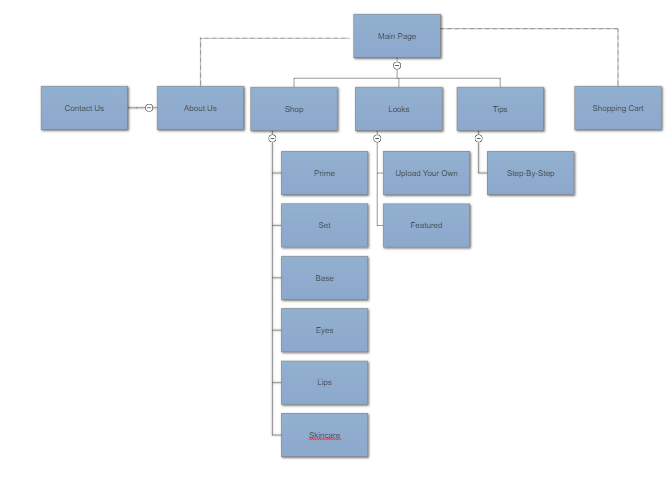 Main Page
Contact Us
About Us
Shop
Looks
Tips
Shopping Cart
Prime
Upload Your Own
Step-By-Step
Set
Featured
Base
Eyes
Lips
Skincare